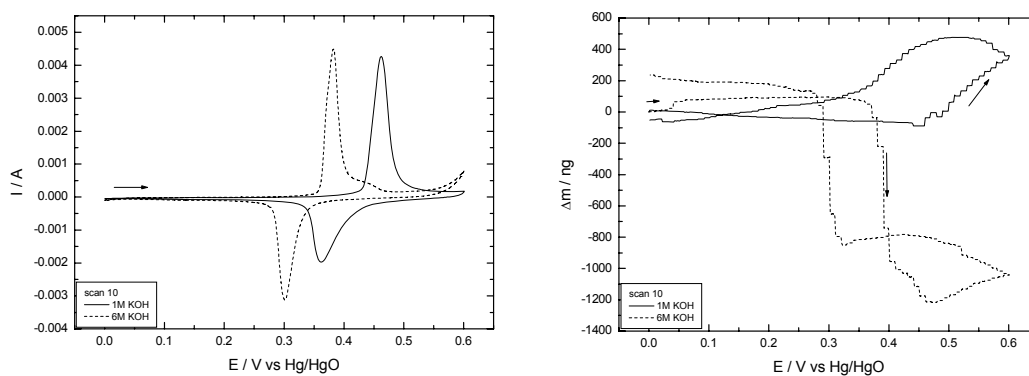 0.005
0.004
0.003
0.002
0.001
0.000
-0.001
-0.002
-0.003
-0.004
I / A
scan 10
1M KOH
6M KOH
0.0 0.1 0.2 0.3 0.4 0.5 0.6
E / V vs Hg/HgO
600
400
200
0
-200
-400
-600
-800
-1000
-1200
-1400
Δm / ng
scan 10
1M KOH
6M KOH
0.0 0.1 0.2 0.3 0.4 0.5 0.6
E / V vs Hg/HgO